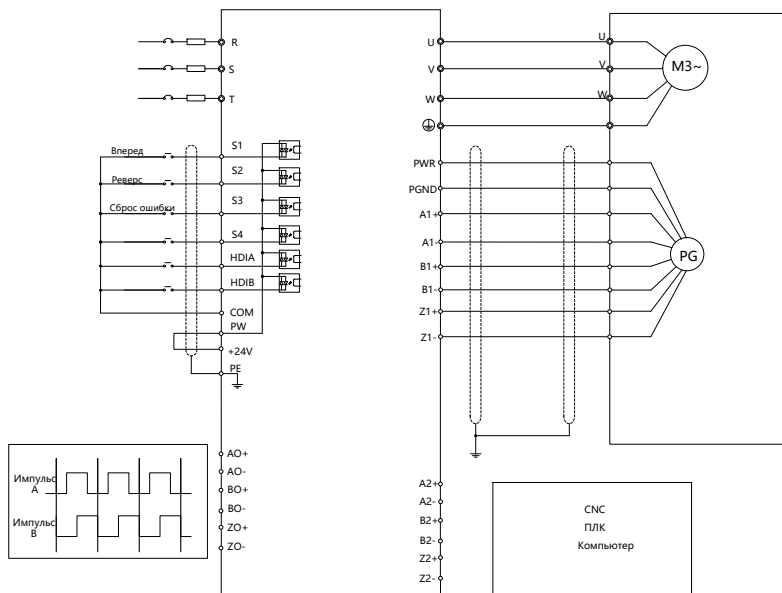 R
S
T
U
V
W
U
V
W
M3~
S1
S2
S3
S4
HDIA
HDIB
COM
PW
+24V
PE
Вперед
Реверс
Сброс ошибки
PWR
PGND
A1+
A1-
B1+
B1-
Z1+
Z1-
PG
AO+
AO-
BO+
BO-
ZO+
ZO-
Импульс
A
Импульс
B
A2+
A2-
B2+
B2-
Z2+
Z2-
CNC
ПЛК
Компьютер